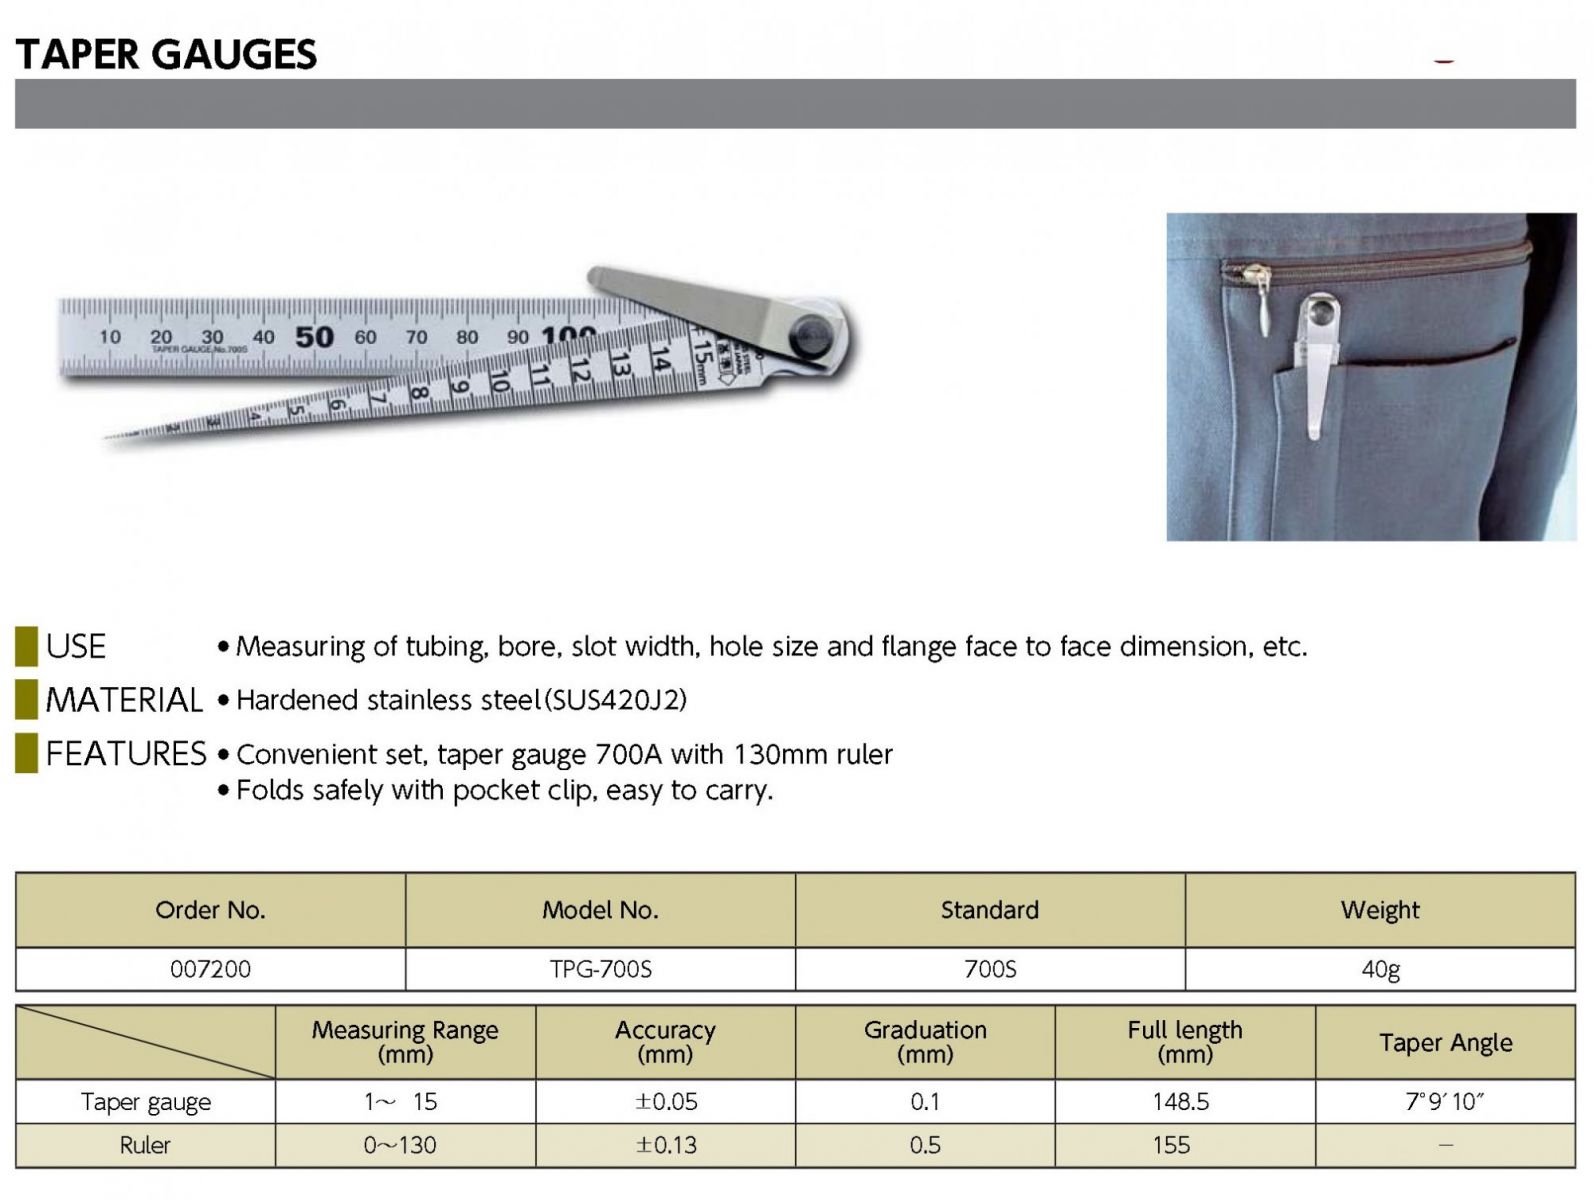 TAPER GAUGES
10 20 30 40 50 60 70 80 90 100
TAPER GAUGE No.700S
2 3 4 5 6 7 8 9 10 11 12 13 14 15mm
USE • Measuring of tubing, bore, slot width, hole size and flange face to face dimension, etc.
MATERIAL • Hardened stainless steel(SUS420J2)
FEATURES • Convenient set, taper gauge 700A with 130mm ruler
• Folds safely with pocket clip, easy to carry.
Order No. Model No. Standard Weight
007200 TPG-700S 700S 40g
Measuring Range (mm) Accuracy (mm) Graduation (mm) Full length (mm) Taper Angle
Taper gauge 1～ 15 ±0.05 0.1 148.5 7°9′10″
Ruler 0～130 ±0.13 0.5 155 —